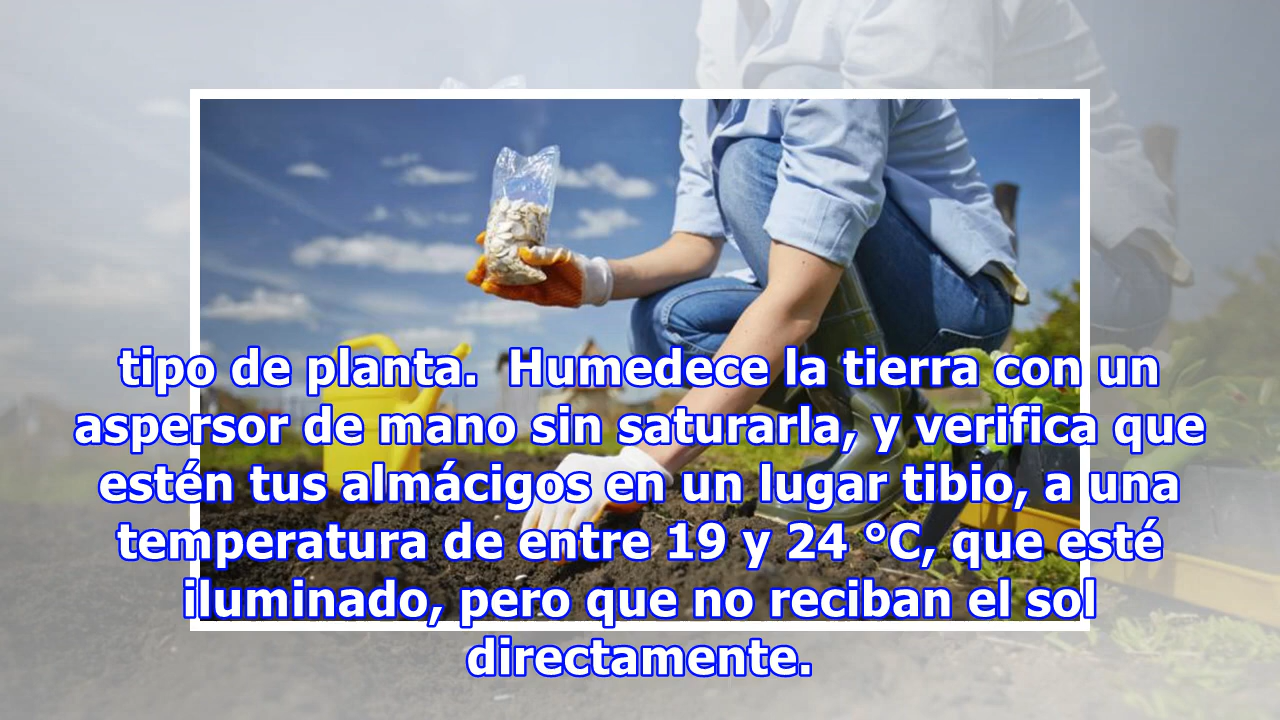 tipo de planta.  Humedece la tierra con un
aspersor de mano sin saturarla, y verifica que
estén tus almácigos en un lugar tibio, a una
temperatura de entre 19 y 24 °C, que esté
iluminado, pero que no reciban el sol
directamente.